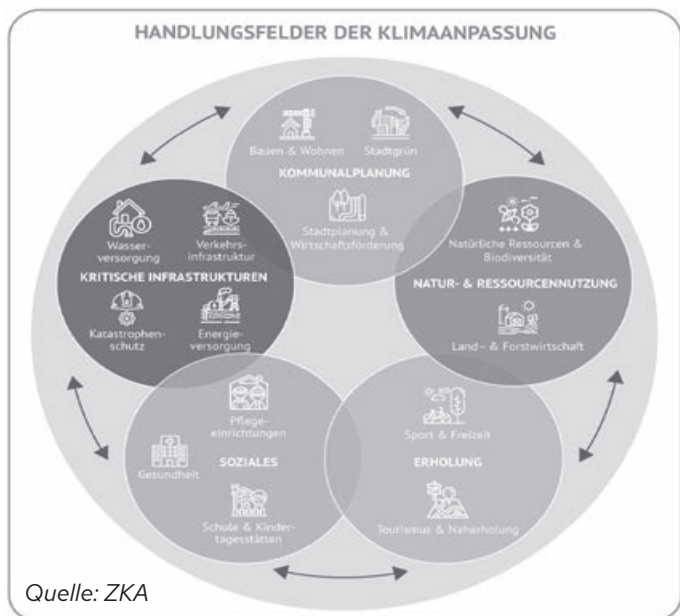 HANDLUNGSFELDER DER KLIMAANPASSUNG
Bauen & Wohnen
Stadtgrün
KOMMUNALPLANUNG
Stadtplanung &
Wirtschaftsförderung
Wasser-
versorgung
Verkehrs-
infrastruktur
KRITISCHE INFRASTRUKTUREN
Katastrophen-
schutz
Energie-
versorgung
Natürliche Ressourcen &
Biodiversität
NATUR- & RESSOURCENNUTZUNG
Land- & Forstwirtschaft
Pflege-
einrichtungen
Gesundheit
SOZIALES
Schule & Kinder-
tagesstätten
Sport & Freizeit
ERHOLUNG
Tourismus & Naherholung
Quelle: ZKA